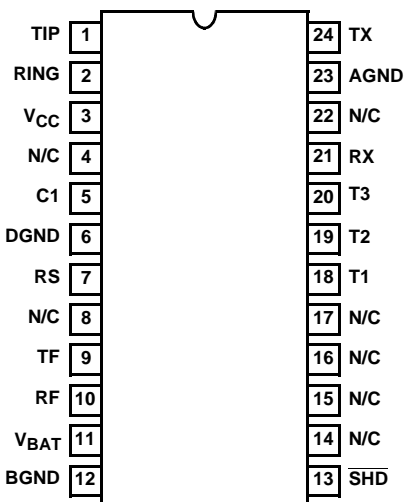 TIP 1 24 TX
RING 2 23 AGND
VCC 3 22 N/C
N/C 4 21 RX
C1 5 20 T3
DGND 6 19 T2
RS 7 18 T1
N/C 8 17 N/C
TF 9 16 N/C
RF 10 15 N/C
VBAT 11 14 N/C
BGND 12 13 SHD